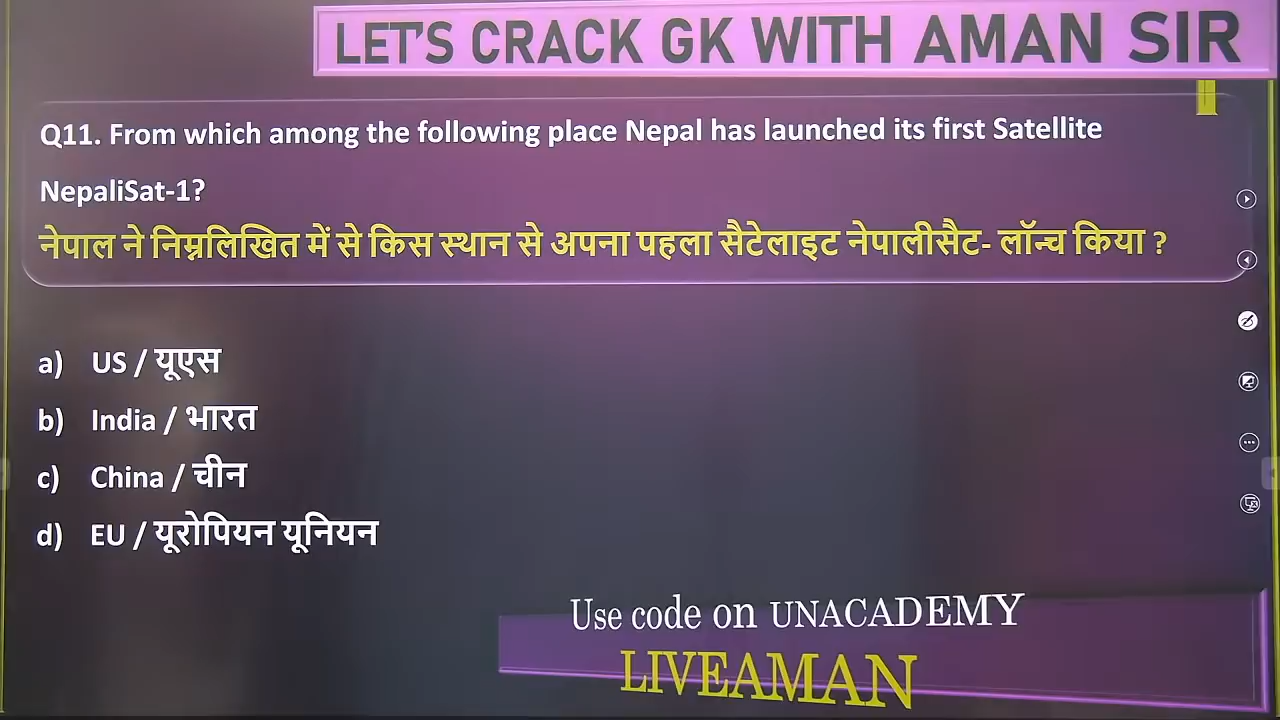 LET'S CRACK GK WITH AMAN SIR
Q11. From which among the following place Nepal has launched its first Satellite
NepaliSat-1?
नेपाल ने निम्नलिखित में से किस स्थान से अपना पहला सैटेलाइट नेपालीसैट- लॉन्च किया ?
a) US / यूएस
b) India / भारत
c) China / चीन
d) EU / यूरोपियन यूनियन
Use code on UNACADEMY
LIVEAMAN